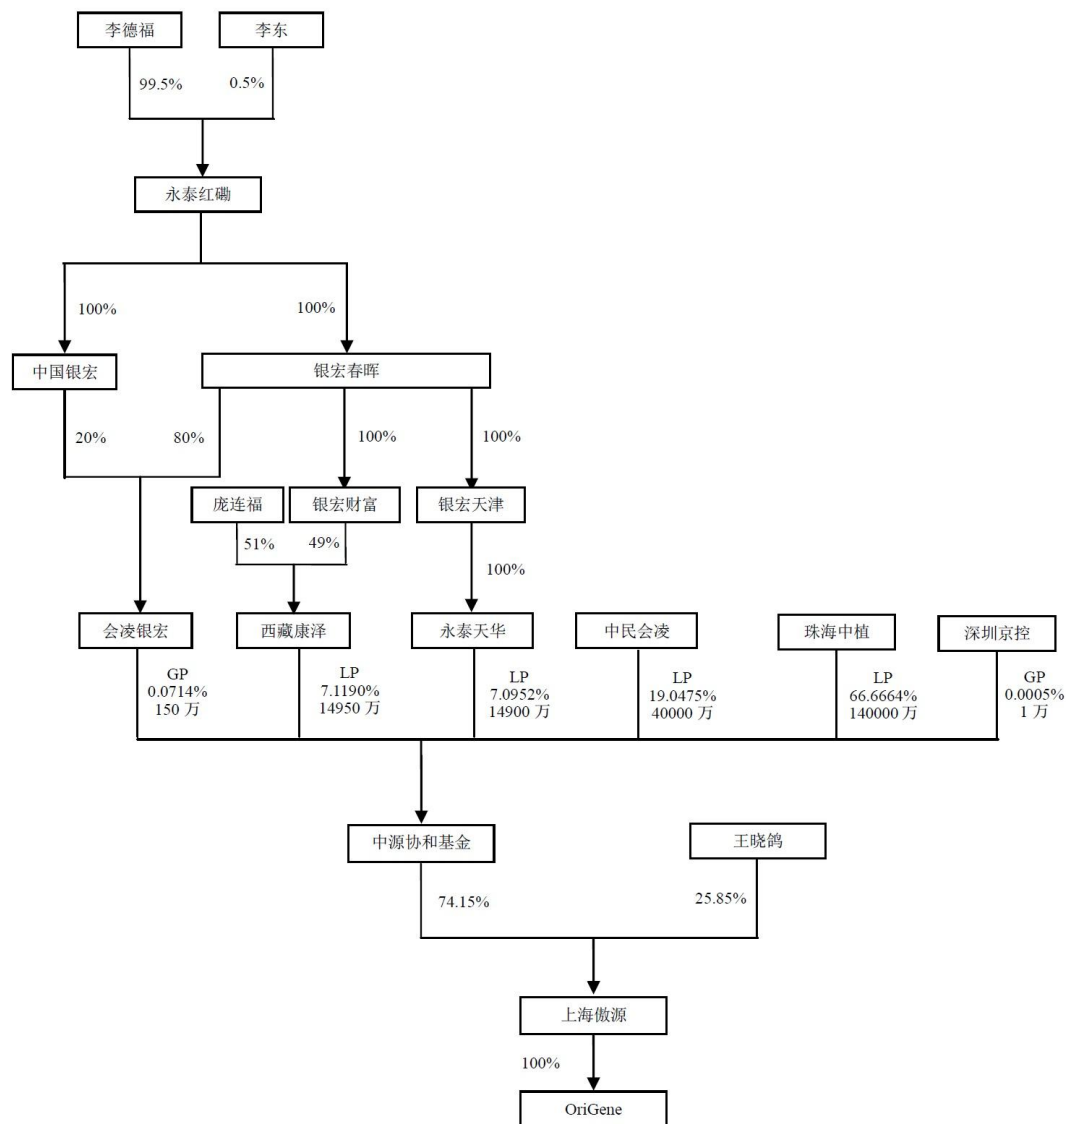 李德福
李东
99.5%
0.5%
永泰红磡
100%
100%
中国银宏
银宏春晖
20%
80%
100%
100%
庞连福
银宏财富
银宏天津
51%
49%
100%
会凌银宏
西藏康泽
永泰天华
中民会凌
珠海中植
深圳京控
GP
0.0714%
150 万
LP
7.1190%
14950 万
LP
7.0952%
14900 万
LP
19.0475%
40000 万
LP
66.6664%
140000 万
GP
0.0005%
1 万
中源协和基金
王晓鸽
74.15%
25.85%
上海傲源
100%
OriGene